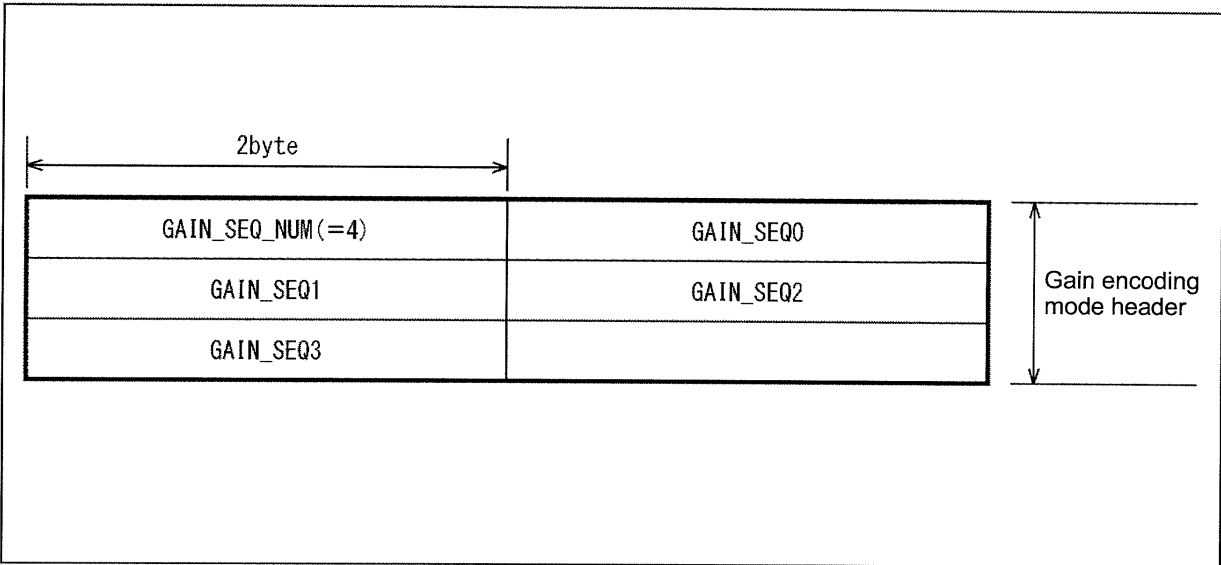 2byte
GAIN_SEQ_NUM(=4)
GAIN_SEQ0
GAIN_SEQ1
GAIN_SEQ2
GAIN_SEQ3
Gain encoding
mode header